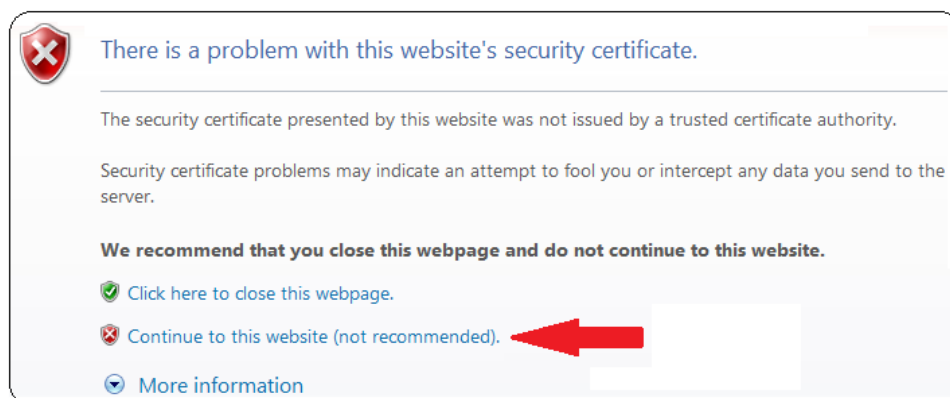 There is a problem with this website's security certificate.
The security certificate presented by this website was not issued by a trusted certificate authority.
Security certificate problems may indicate an attempt to fool you or intercept any data you send to the
server.
We recommend that you close this webpage and do not continue to this website.
Click here to close this webpage.
Continue to this website (not recommended).
More information